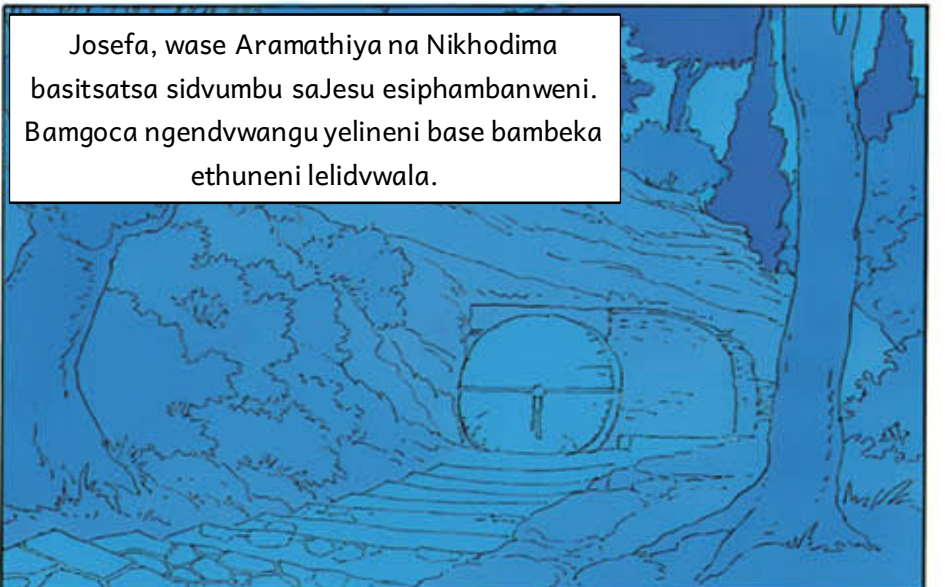 Josefa, wase Aramathiya na Nikhodima
basitsatsa sidvumbu saJesu esiphambanweni.
Bamgoca ngendvwangu yelineni base bambeka
ethuneni lelidvwala.